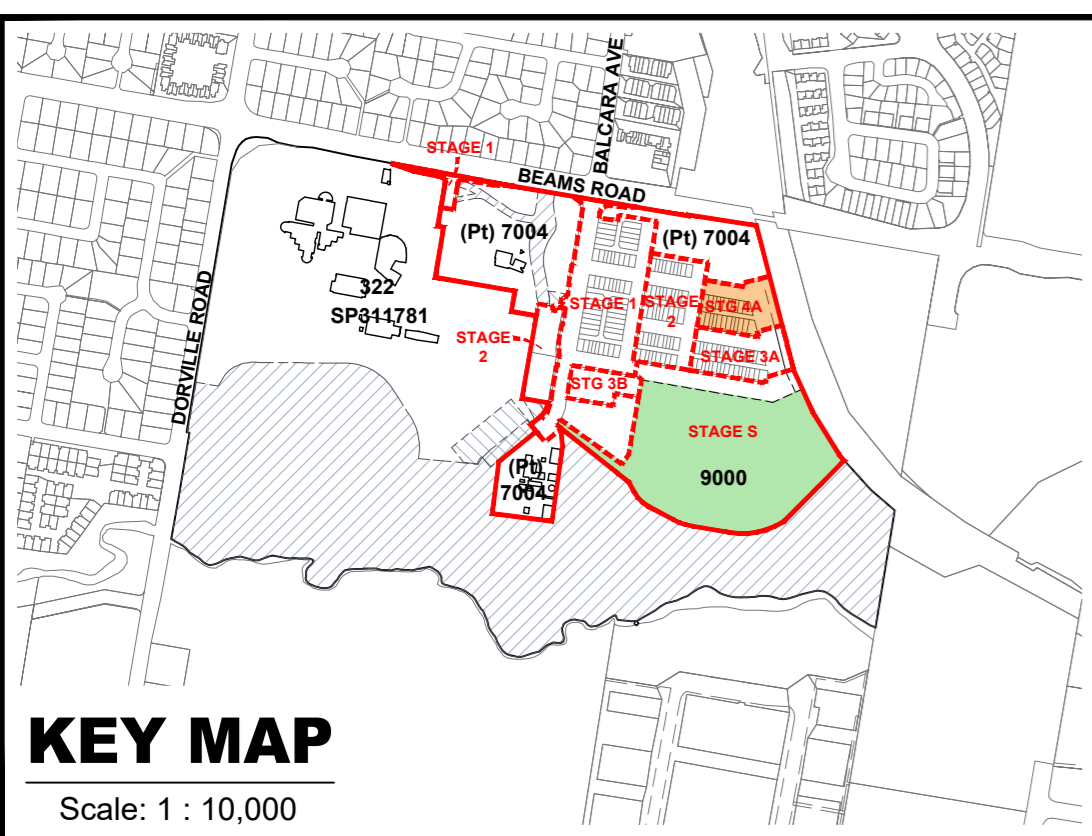 BALCARA AVE
STAGE 1
BEAMS ROAD
(Pt) 7004
(Pt) 7004
DORVILLE ROAD
322
SP311781
STAGE 1
STAGE
2
STG 4A
STAGE
2
STAGE 3A
STG 3B
STAGE S
9000
(Pt)
7004
KEY MAP
Scale: 1 : 10,000